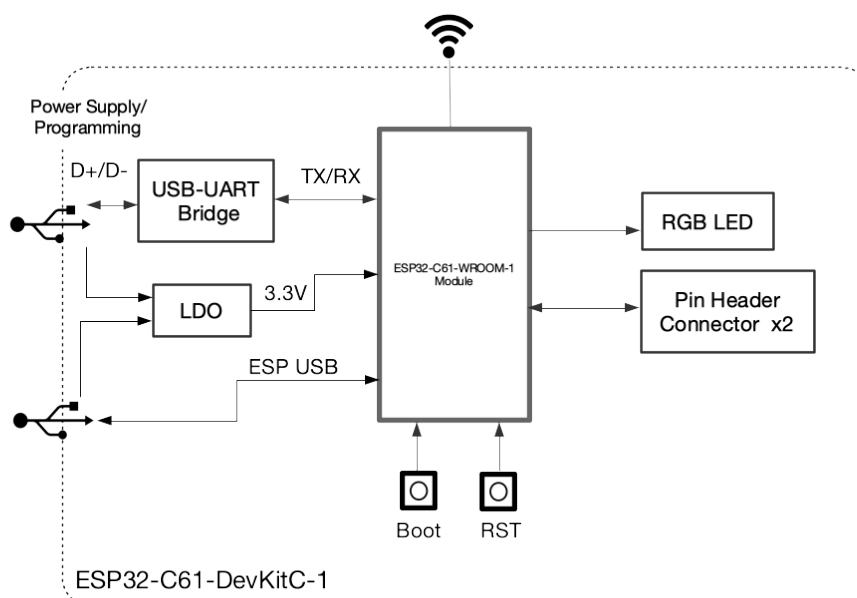 Power Supply/
Programming
D+/D-
USB-UART
Bridge
TX/RX
ESP32-C61-WROOM-1
Module
RGB LED
LDO
3.3V
Pin Header
Connector x2
ESP USB
Boot
RST
ESP32-C61-DevKitC-1